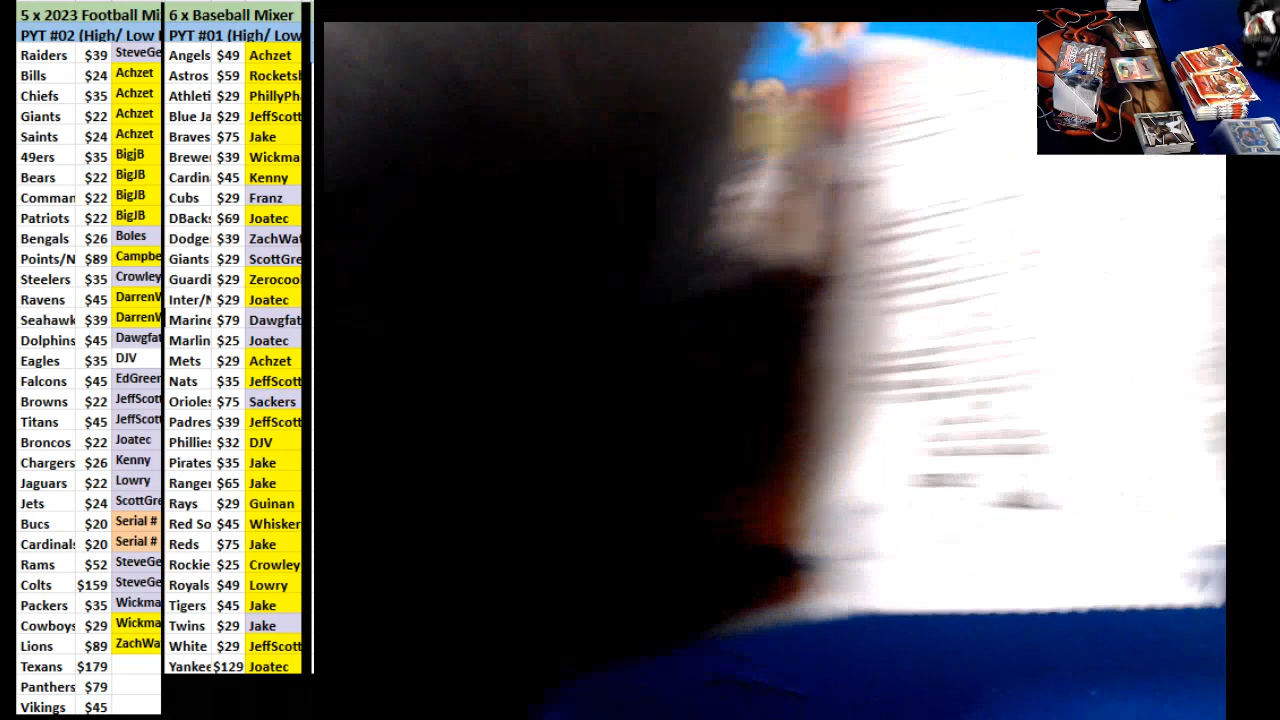 5 x 2023 Football Mi
PYT #02 (High/ Low
Raiders $39 SteveGe
Bills $24 Achzet
Chiefs $35 Achzet
Giants $22 Achzet
Saints $24 Achzet
49ers $35 BigjB
Bears $22 BigJB
Comman $22 BigJB
Patriots $22 BigJB
Bengals $26 Boles
Points/N $89 Campbe
Steelers $35 Crowley
Ravens $45 DarrenW
Seahawk $39 DarrenW
Dolphins $45 Dawgfat
Eagles $35 DJV
Falcons $45 EdGreer
Browns $22 JeffScott
Titans $45 JeffScott
Broncos $22 Joatec
Chargers $26 Kenny
Jaguars $22 Lowry
Jets $24 ScottGre
Bucs $20 Serial #
Cardinals $20 Serial #
Rams $52 SteveGe
Colts $159 SteveGe
Packers $35 Wickma
Cowboys $29 Wickma
Lions $89 ZachWa
Texans $179
Panthers $79
Vikings $45
6 x Baseball Mixer
PYT #01 (High/ Low
Angels $49 Achzet
Astros $59 Rocketsh
Athleti $29 PhillyPh
Blue Ja $29 JeffScott
Braves $75 Jake
Brewe $39 Wickma
Cardin $45 Kenny
Cubs $29 Franz
DBacks $69 Joatec
Dodge $39 ZachWat
Giants $29 ScottGre
Guardi $29 Zerocool
Inter/N $29 Joatec
Marine $79 Dawgfat
Marlin $25 Joatec
Mets $29 Achzet
Nats $35 JeffScott
Orioles $75 Sackers
Padres $39 JeffScott
Phillies $32 DJV
Pirates $35 Jake
Ranger $65 Jake
Rays $29 Guinan
Red So $45 Whisker
Reds $75 Jake
Rockie $25 Crowley
Royals $49 Lowry
Tigers $45 Jake
Twins $29 Jake
White $29 JeffScott
Yankee $129 Joatec